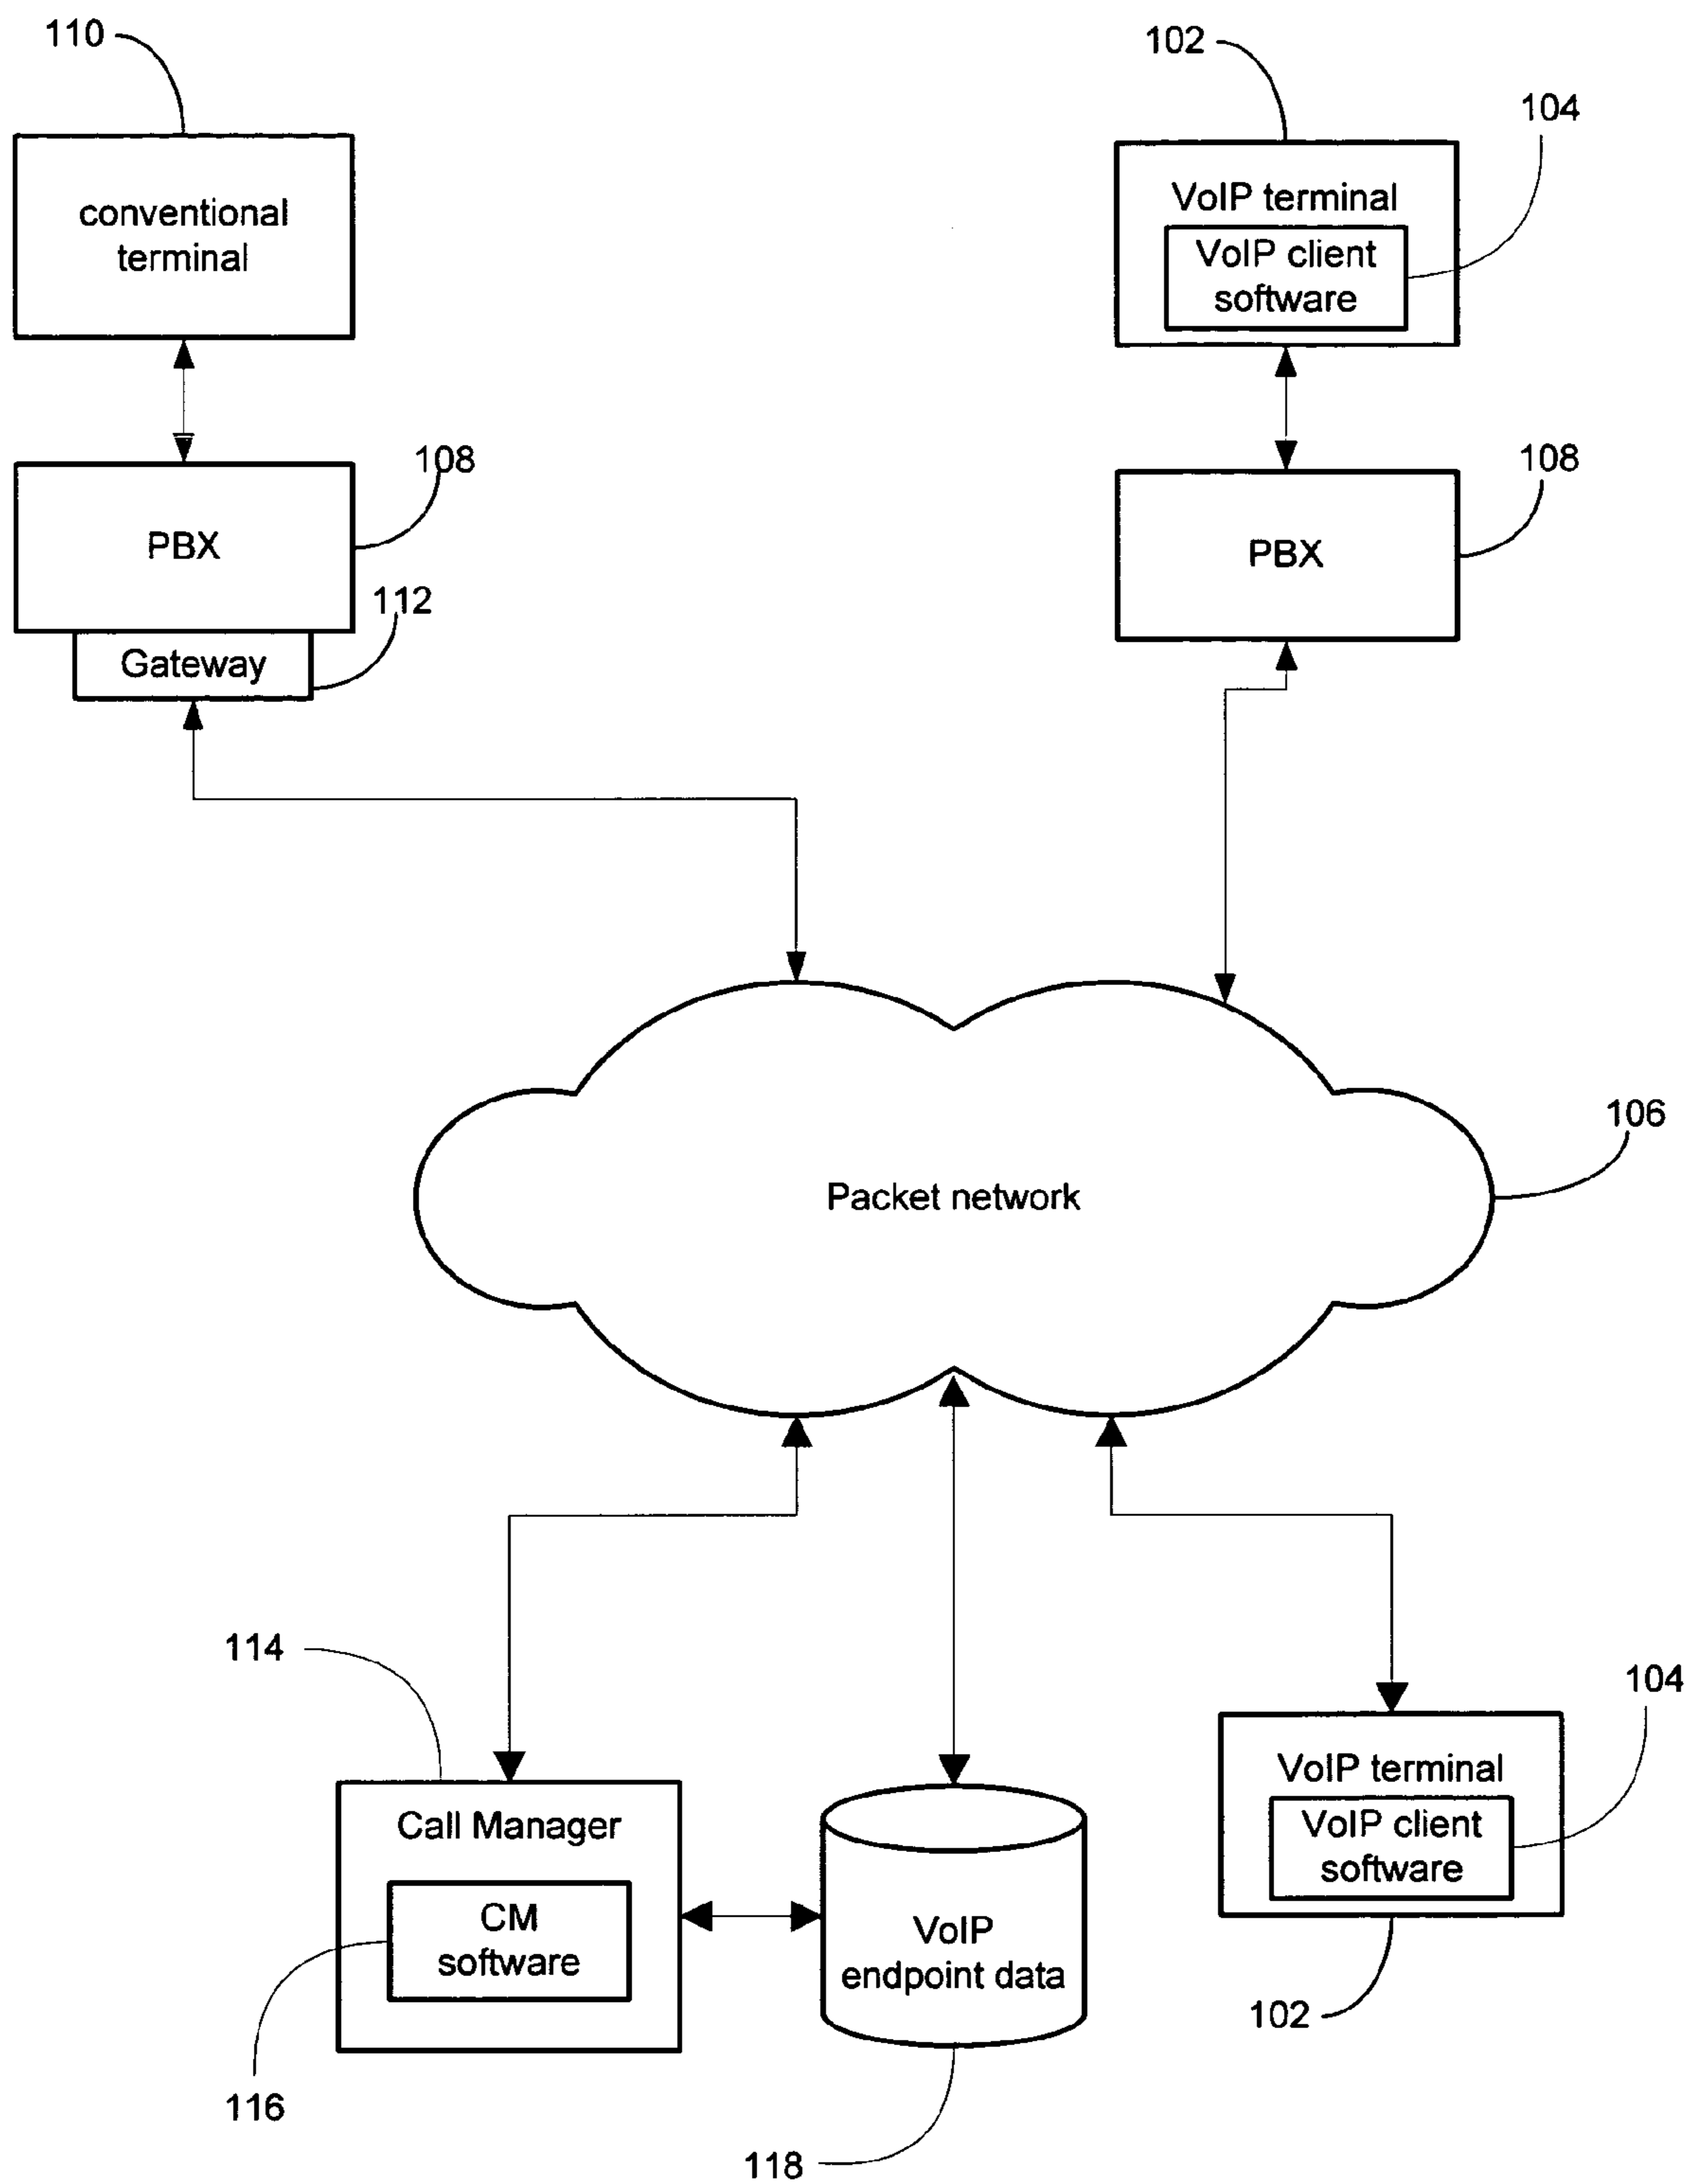 110
102
104
conventional
terminal
VoIP terminal
VoIP client
software
108
108
PBX
PBX
112
Gateway
106
Packet network
114
104
VoIP terminal
VoIP client
software
Call Manager
CM
software
VoIP
endpoint data
102
116
118